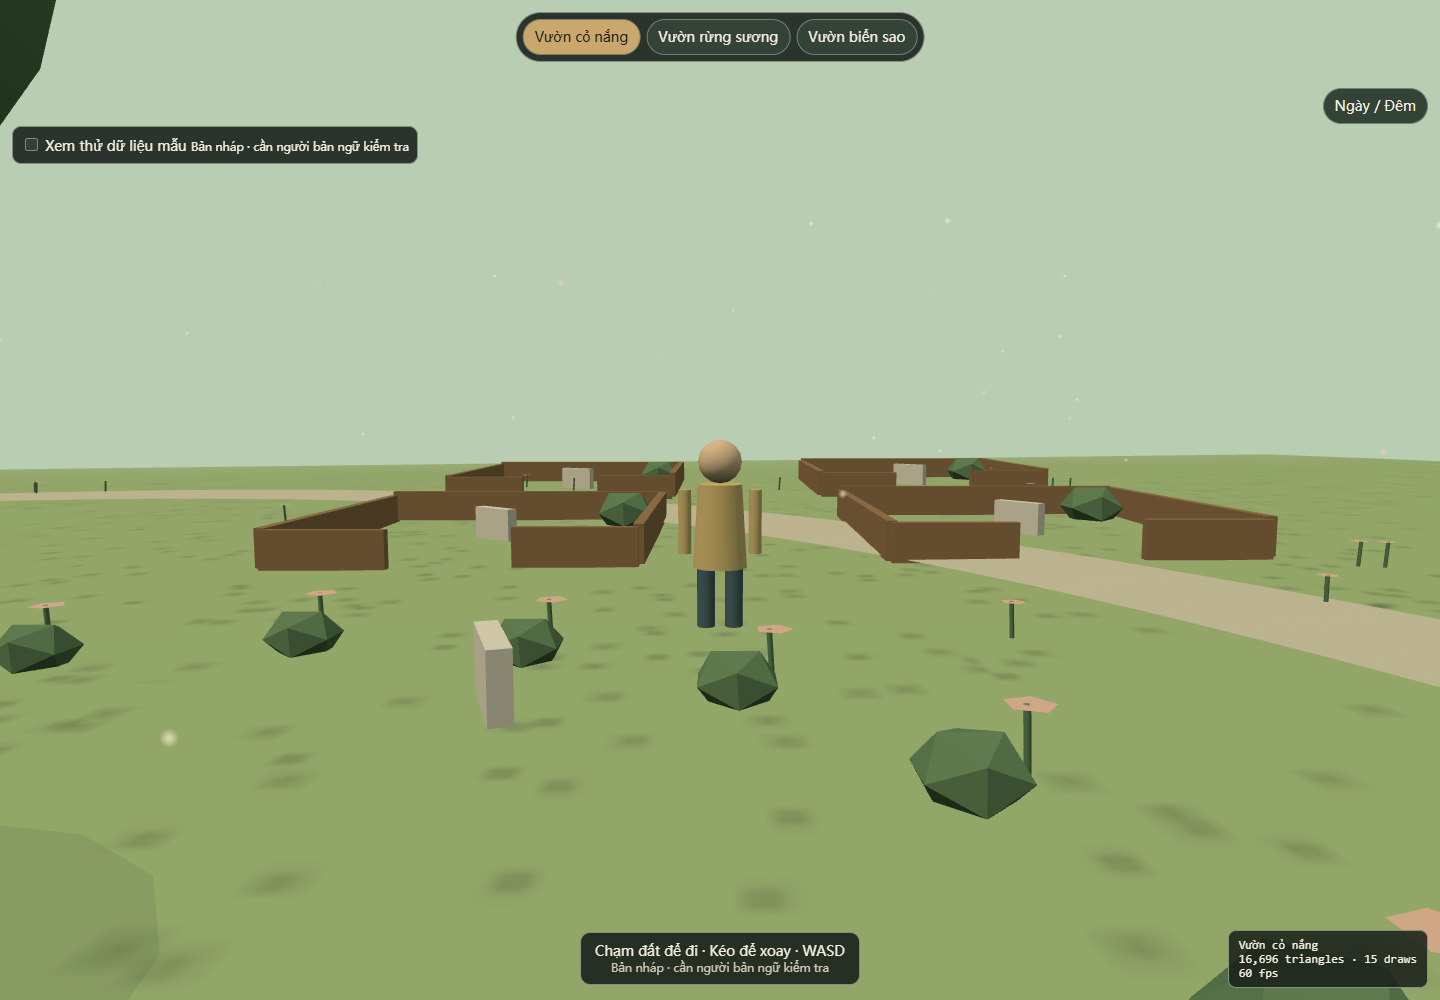 Vườn cỏ nắng
Vườn rừng sương
Vườn biển sao
Ngày / Đêm
Xem thử dữ liệu mẫu Bản nháp · cần người bản ngữ kiểm tra
Chạm đất để đi · Kéo để xoay · WASD
Bản nháp · cần người bản ngữ kiểm tra
Vườn cỏ nắng
16,696 triangles · 15 draws
60 fps